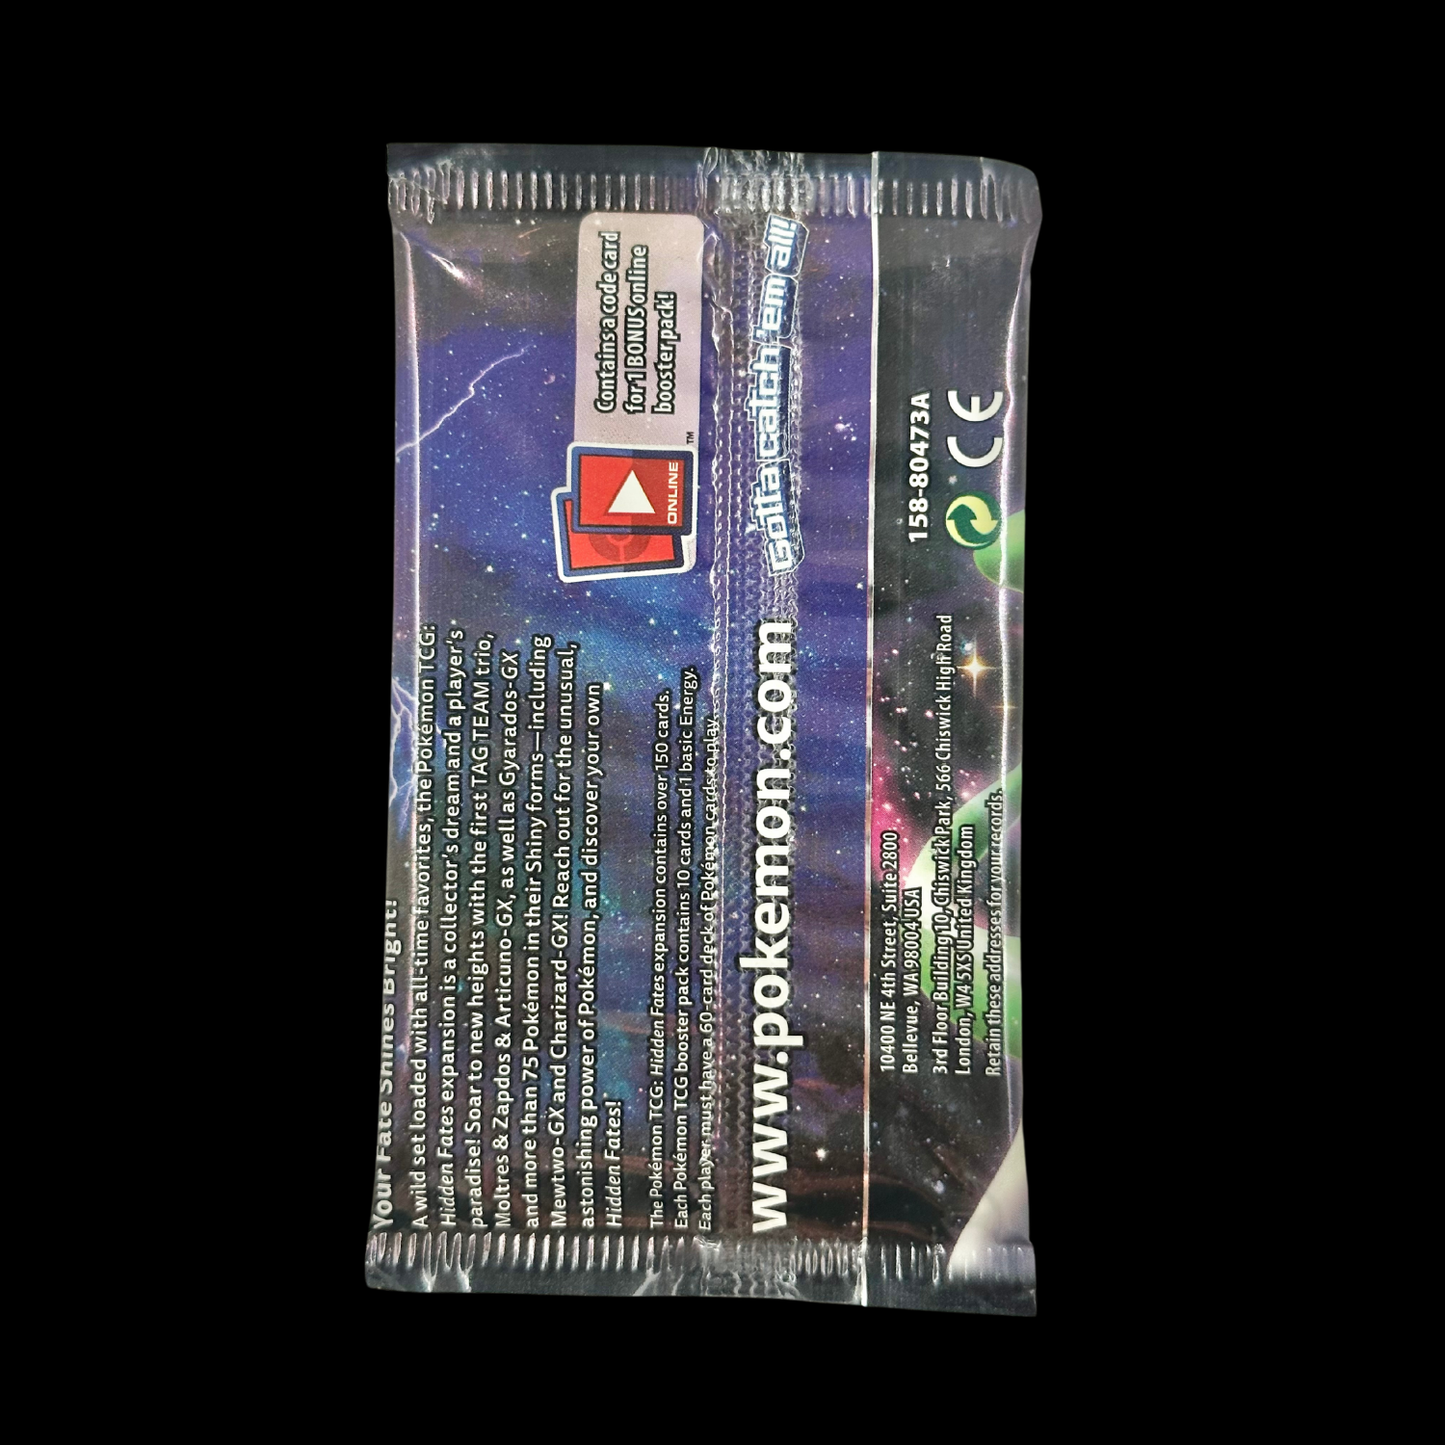 Your Fate Shines Bright!
A wild set loaded with all-time favorites, the Pokémon TCG:
Hidden Fates expansion is a collector's dream and a player's
paradise! Soar to new heights with the first TAG TEAM trio,
Moltres & Zapdos & Articuno-GX, as well as Gyarados-GX
and more than 75 Pokémon in their Shiny forms—including
Mewtwo-GX and Charizard-GX! Reach out for the unusual,
astonishing power of Pokémon, and discover your own
Hidden Fates!
The Pokémon TCG: Hidden Fates expansion contains over 150 cards.
Each Pokémon TCG booster pack contains 10 cards and 1 basic Energy.
Each player must have a 60-card deck of Pokémon cards to play.
ONLINE
TM
Contains a code card
for 1 BONUS online
booster pack!
www.pokemon.com
Gotta catch 'em all!
10400 NE 4th Street, Suite 2800
Bellevue, WA 98004 USA
3rd Floor Building 10, Chiswick Park, 566 Chiswick High Road
London, W4 5XS United Kingdom
Retain these addresses for your records.
158-80473A
CE